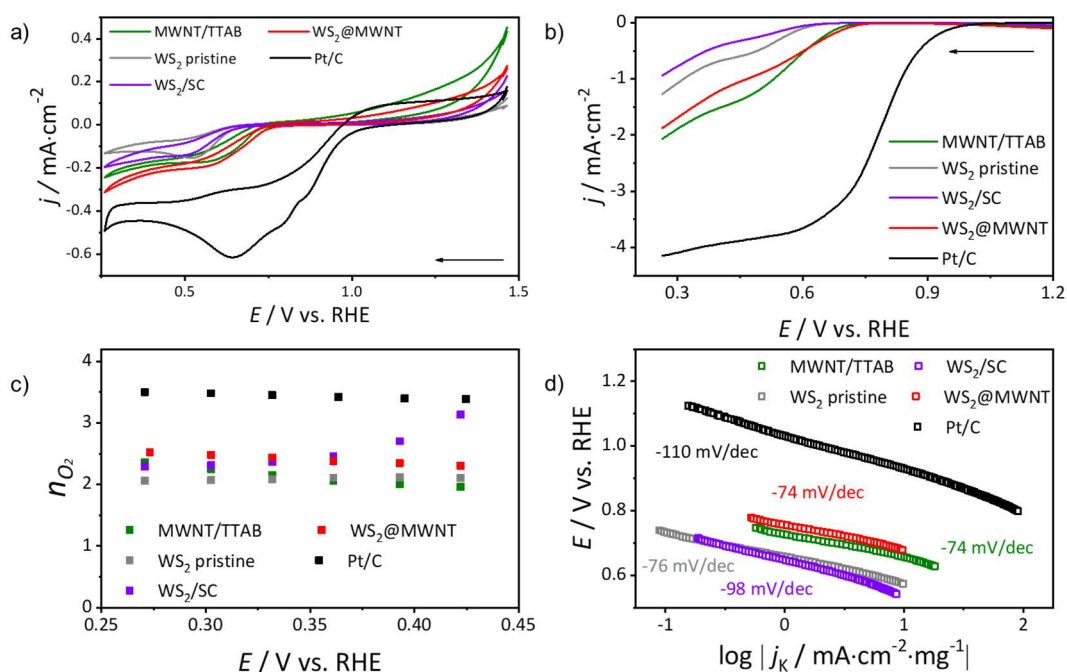 a)
MWNT/TTAB
WS₂@MWNT
WS₂ pristine
Pt/C
WS₂/SC
j / mA·cm⁻²
0.4
0.2
0.0
-0.2
-0.4
-0.6
0.5
1.0
1.5
E / V vs. RHE
b)
j / mA·cm⁻²
0
-1
-2
-3
-4
MWNT/TTAB
WS₂ pristine
WS₂/SC
WS₂@MWNT
Pt/C
0.3
0.6
0.9
1.2
E / V vs. RHE
c)
nO₂
4
3
2
1
0
MWNT/TTAB
WS₂@MWNT
WS₂ pristine
Pt/C
WS₂/SC
0.25
0.30
0.35
0.40
0.45
E / V vs. RHE
d)
E / V vs. RHE
1.2
1.0
0.8
0.6
MWNT/TTAB
WS₂/SC
WS₂ pristine
WS₂@MWNT
Pt/C
-110 mV/dec
-74 mV/dec
-74 mV/dec
-76 mV/dec
-98 mV/dec
-1
0
1
2
log |jK / mA·cm⁻²·mg⁻¹|